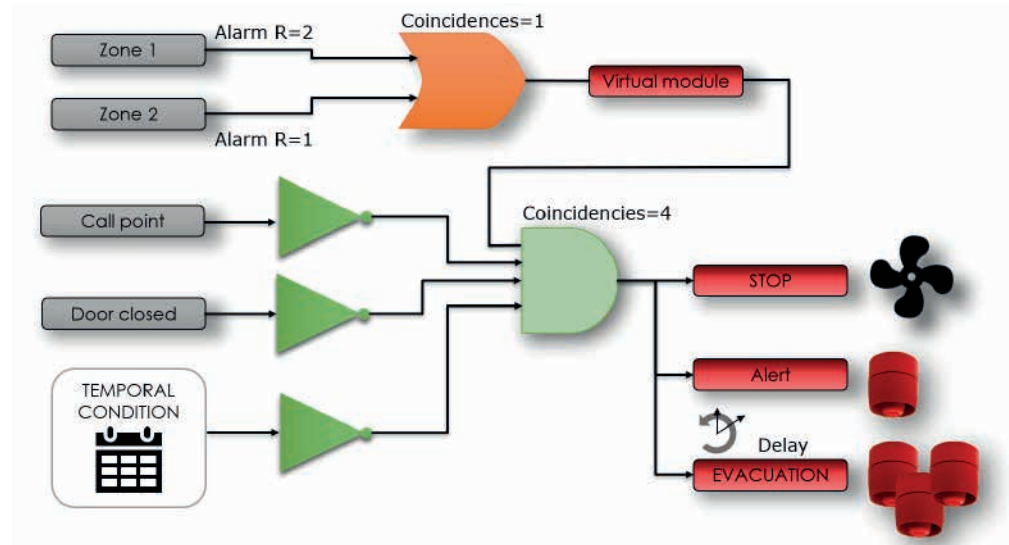 Coincidences=1
Alarm R=2
Zone 1
Virtual module
Zone 2
Alarm R=1
Call point
Coincidencies=4
Door closed
STOP
TEMPORAL
CONDITION
Alert
Delay
EVACUATION